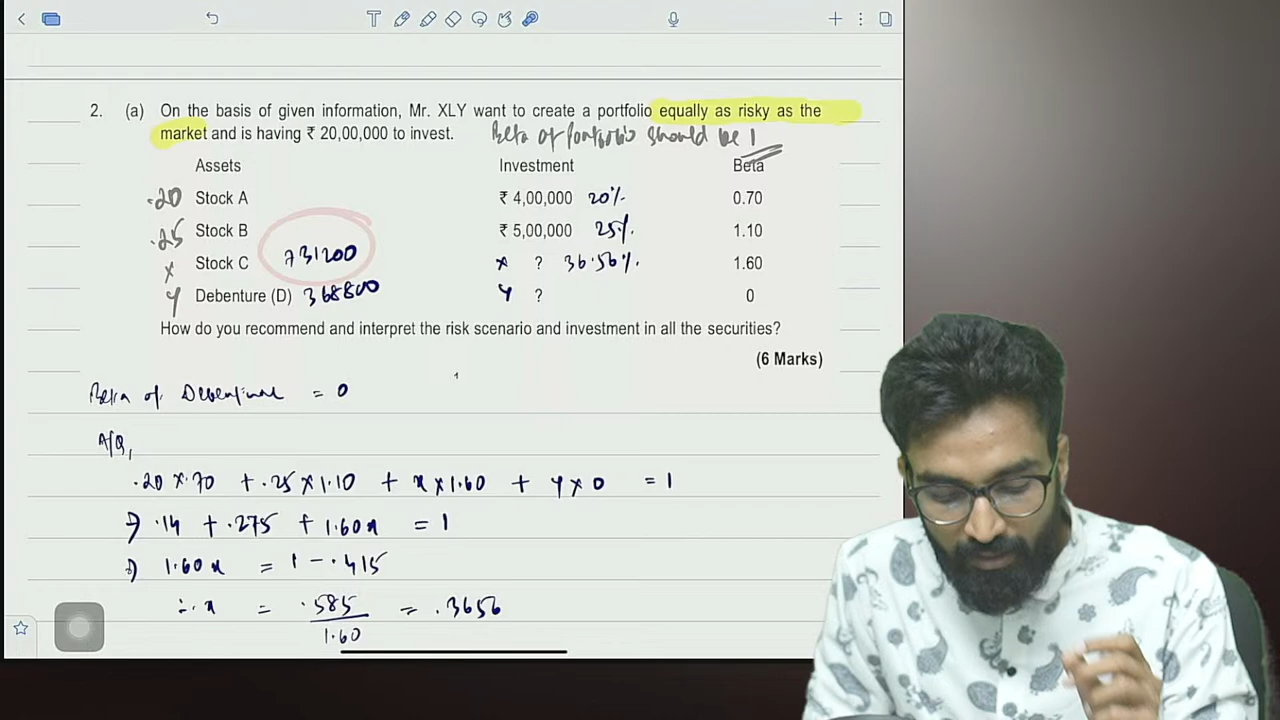 2. (a) On the basis of given information, Mr. XLY want to create a portfolio equally as risky as the
market and is having ₹ 20,00,000 to invest. Beta of portfolio should be 1
Assets Investment Beta
.20 Stock A ₹ 4,00,000 20% 0.70
.25 Stock B ₹ 5,00,000 25% 1.10
x Stock C 731200 x ? 36.56% 1.60
y Debenture (D) 368800 y ? 0
How do you recommend and interpret the risk scenario and investment in all the securities?
(6 Marks)
Beta of Debenture = 0
A/Q,
.20 x .70 + .25 x 1.10 + x x 1.60 + y x 0 = 1
⇒ .14 + .275 + 1.60x = 1
⇒ 1.60x = 1 - .415
∴ x = .585 / 1.60 = .3656